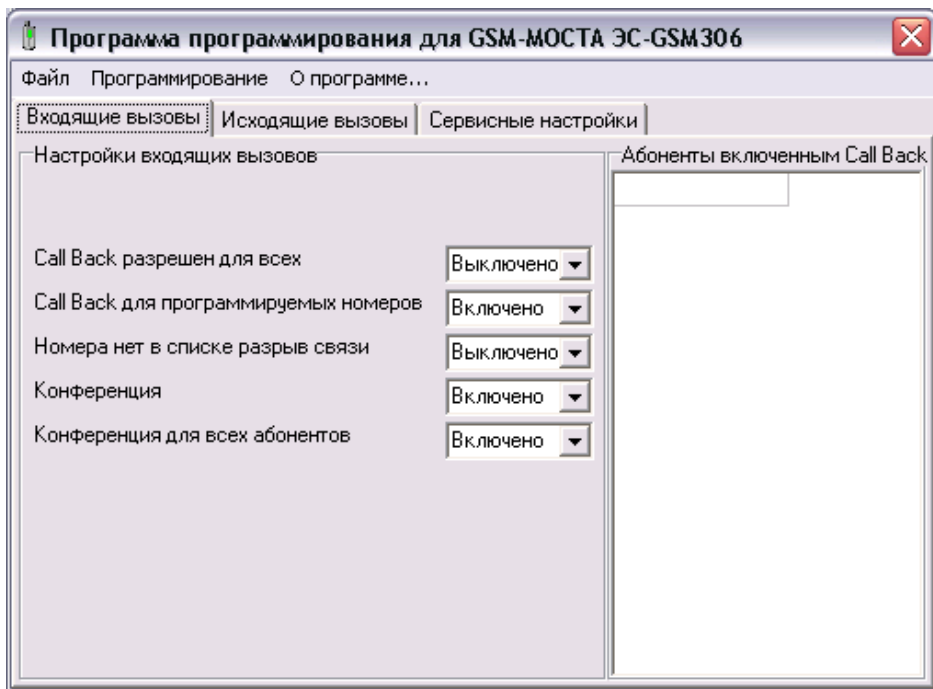 Программа программирования для GSM-МОСТА ЭС-GSM306
Файл Программирование О программе...
Входящие вызовы Исходящие вызовы Сервисные настройки
Настройки входящих вызовов
Абоненты включенным Call Back
Call Back разрешен для всех Выключено
Call Back для программируемых номеров Включено
Номера нет в списке разрыв связи Выключено
Конференция Включено
Конференция для всех абонентов Включено